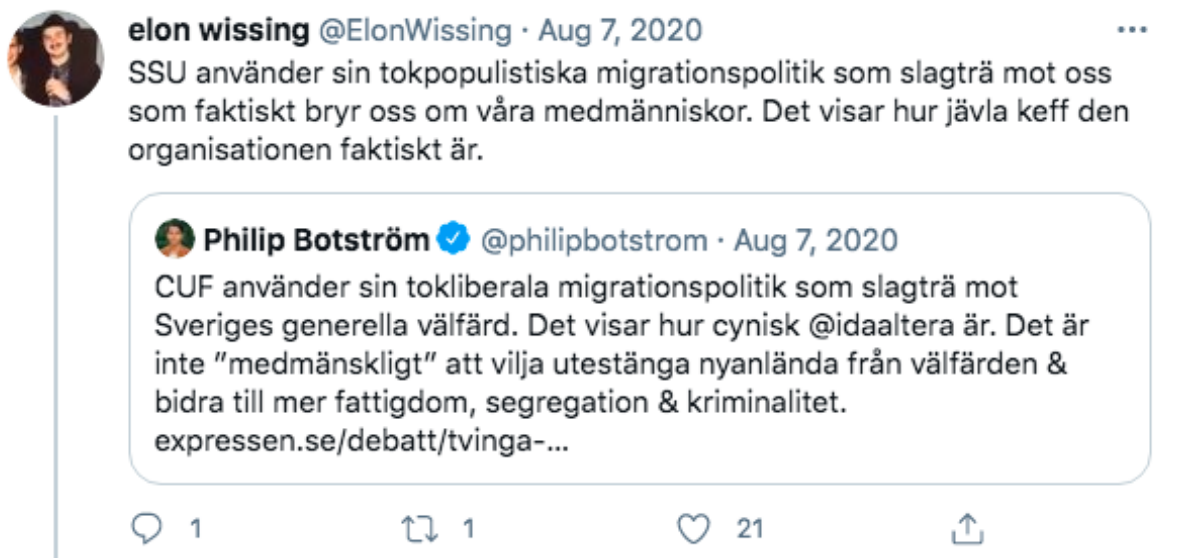 elon wissing @ElonWissing · Aug 7, 2020
SSU använder sin tokpopulistiska migrationspolitik som slagträ mot oss
som faktiskt bryr oss om våra medmänniskor. Det visar hur jävla keff den
organisationen faktiskt är.
Philip Botström @philipbotstrom · Aug 7, 2020
CUF använder sin tokliberala migrationspolitik som slagträ mot
Sveriges generella välfärd. Det visar hur cynisk @idaaltera är. Det är
inte ”medmänskligt” att vilja utestänga nyanlända från välfärden &
bidra till mer fattigdom, segregation & kriminalitet.
expressen.se/debatt/tvinga-...
1 1 21